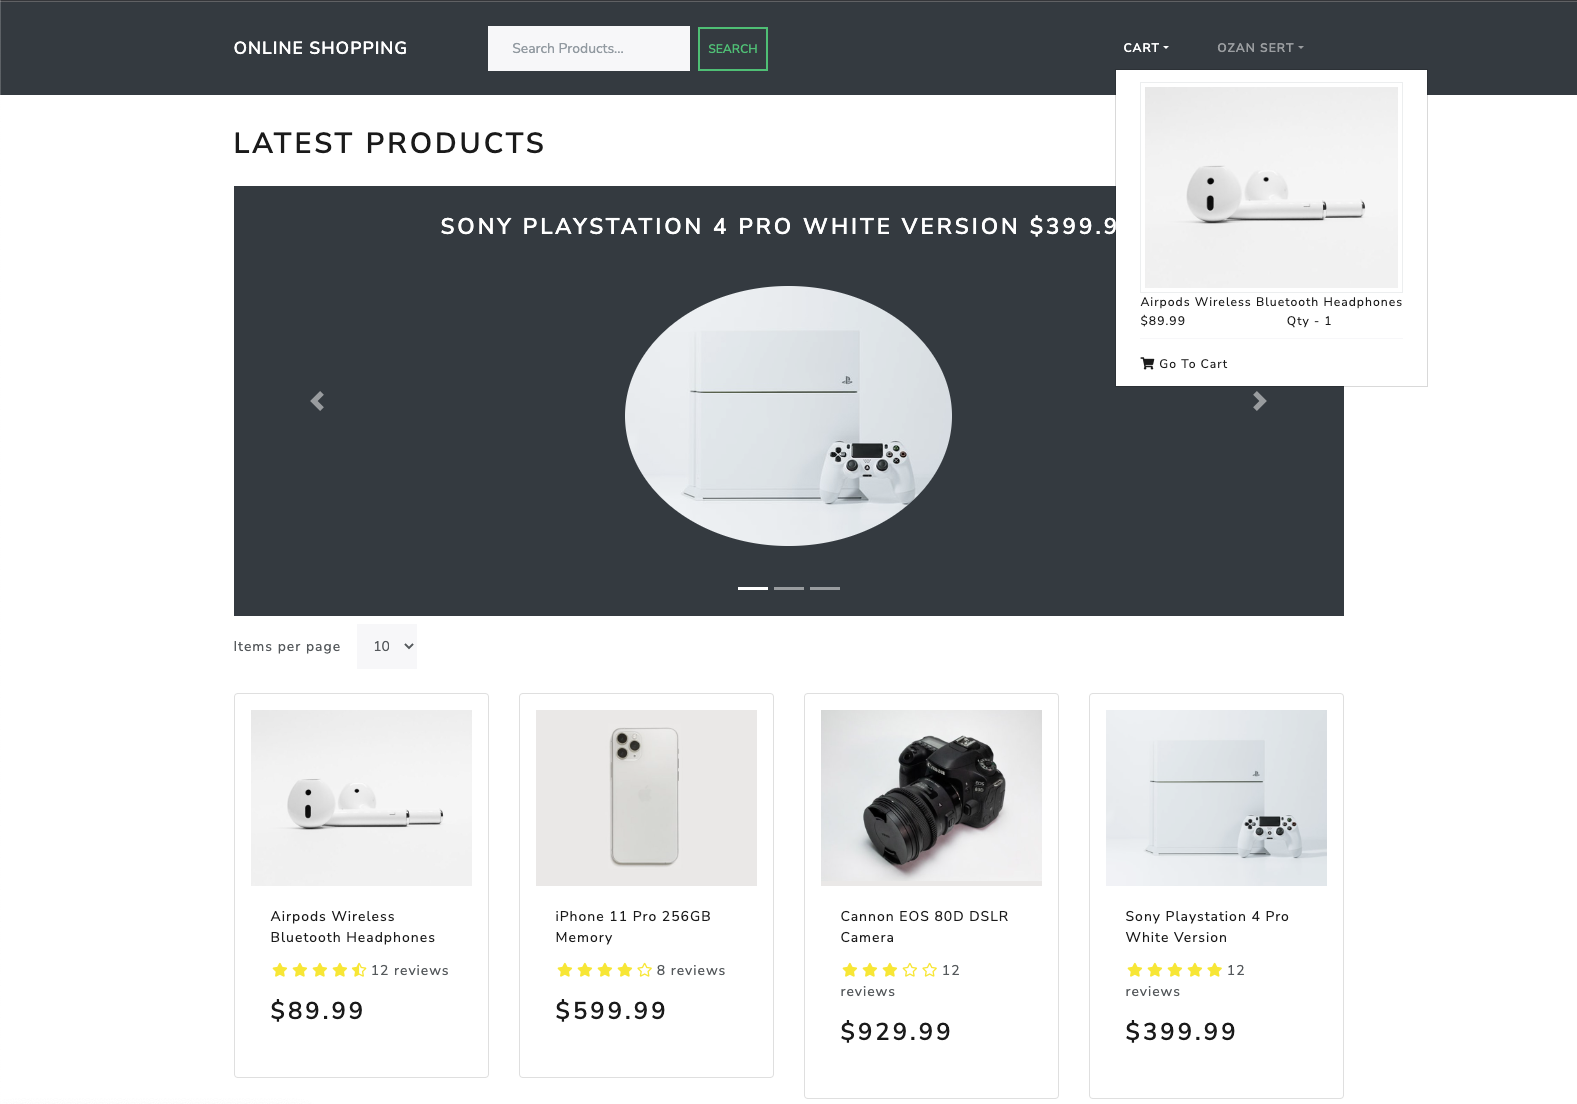 ONLINE SHOPPING
Search Products...
SEARCH
CART
OZAN SERT
LATEST PRODUCTS
SONY PLAYSTATION 4 PRO WHITE VERSION $399.9
Airpods Wireless Bluetooth Headphones
$89.99 Qty - 1
Go To Cart
Items per page 10
Airpods Wireless
Bluetooth Headphones
12 reviews
$89.99
iPhone 11 Pro 256GB
Memory
8 reviews
$599.99
Cannon EOS 80D DSLR
Camera
12
reviews
$929.99
Sony Playstation 4 Pro
White Version
12
reviews
$399.99